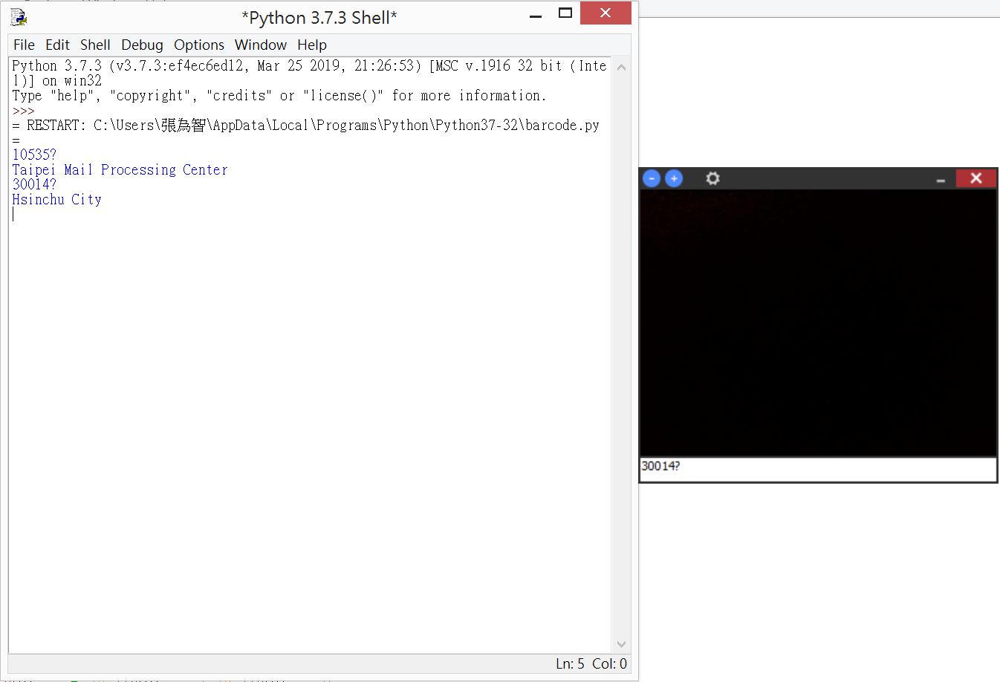 *Python 3.7.3 Shell*
File Edit Shell Debug Options Window Help
Python 3.7.3 (v3.7.3:ef4ec6ed12, Mar 25 2019, 21:26:53) [MSC v.1916 32 bit (Inte
l)] on win32
Type "help", "copyright", "credits" or "license()" for more information.
>>>
= RESTART: C:\Users\張為智\AppData\Local\Programs\Python\Python37-32\barcode.py
=
10535?
Taipei Mail Processing Center
30014?
Hsinchu City
Ln: 5 Col: 0
30014?